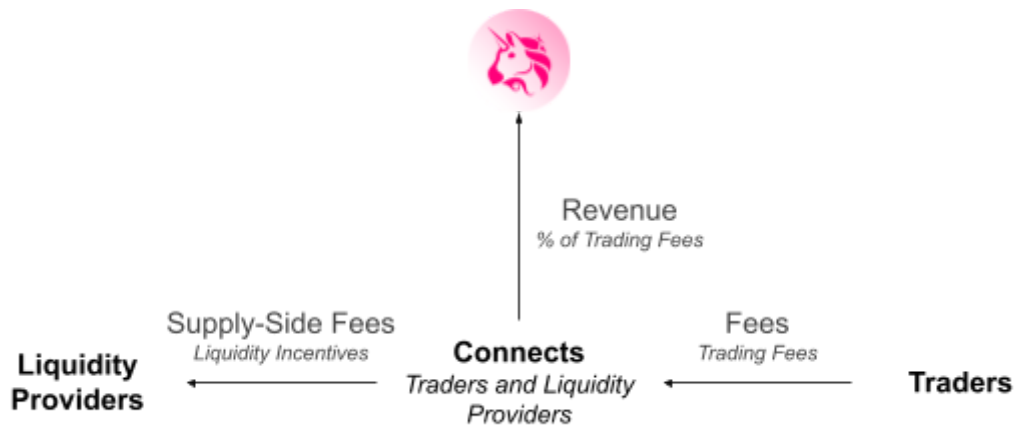 Revenue
% of Trading Fees
Supply-Side Fees
Liquidity Incentives
Fees
Trading Fees
Liquidity
Providers
Connects
Traders and Liquidity
Providers
Traders